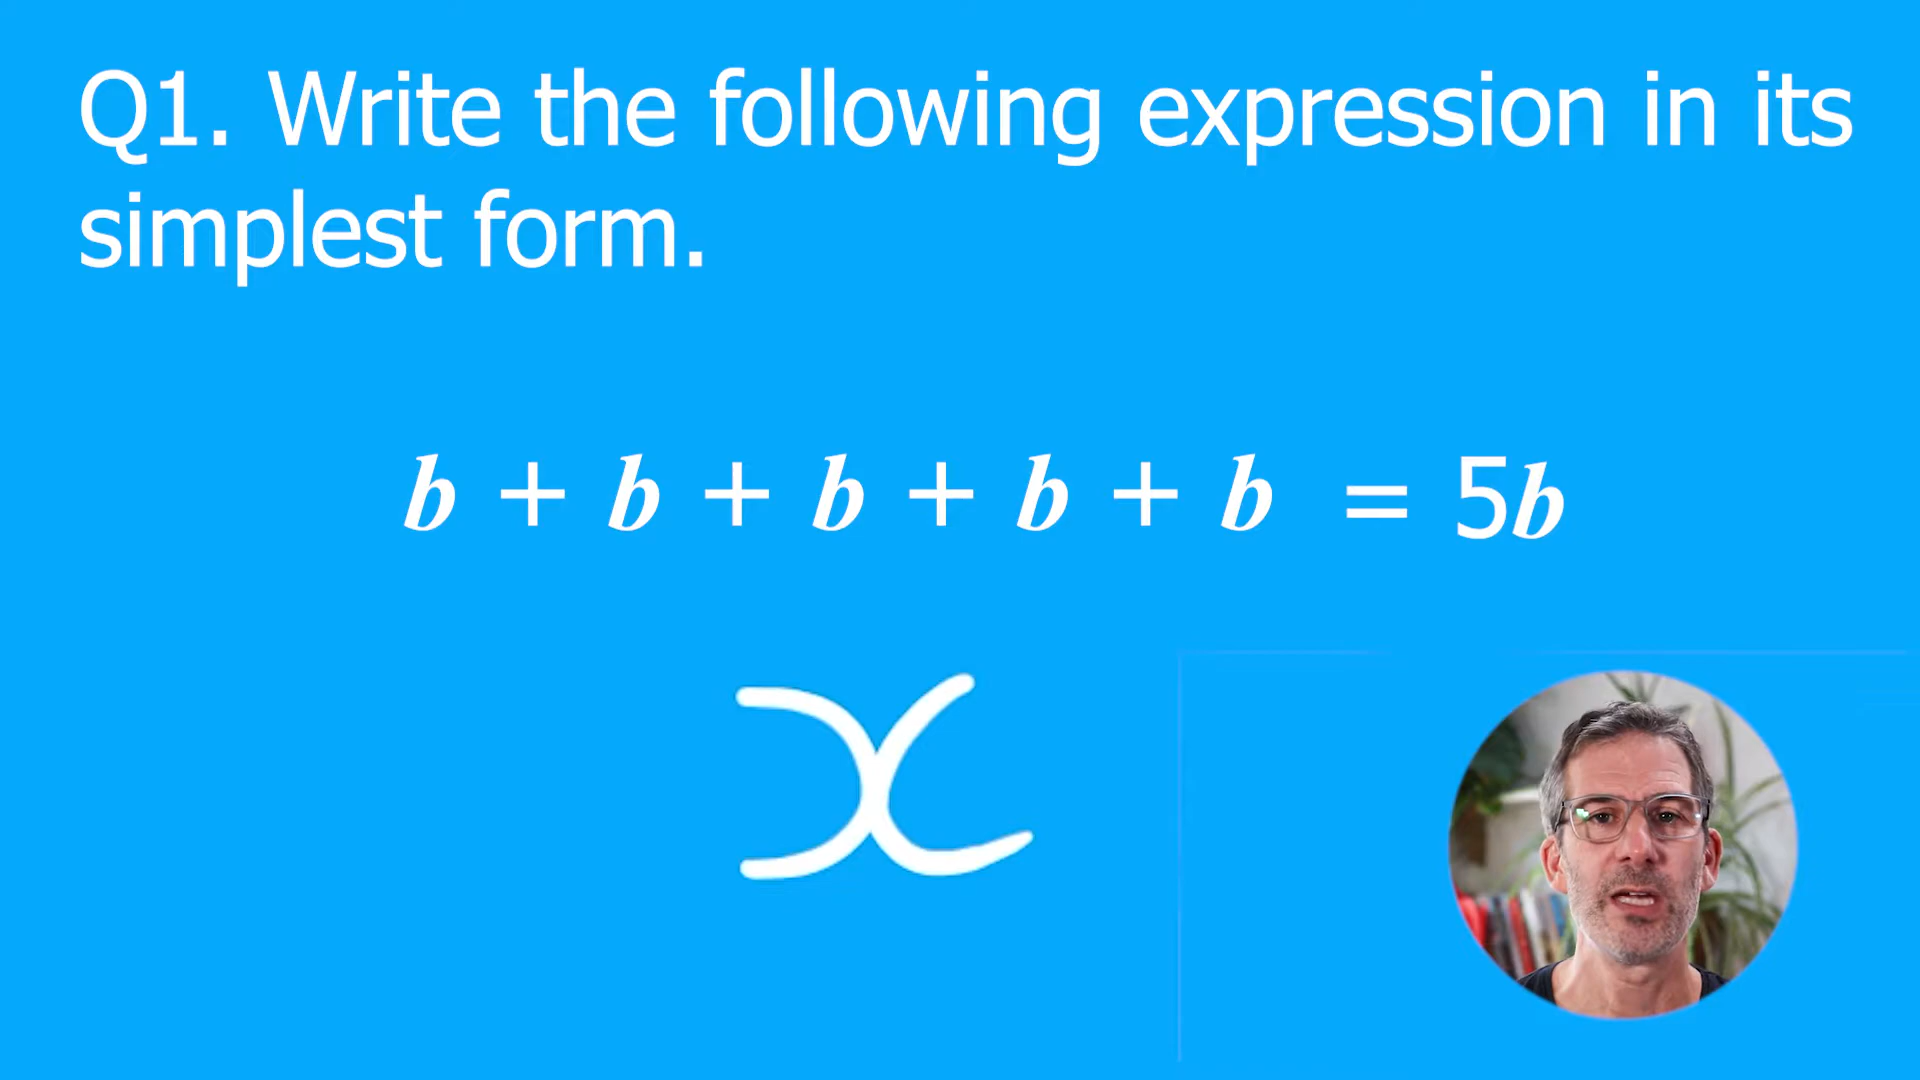 Q1. Write the following expression in its
simplest form.
b + b + b + b + b = 5b
x